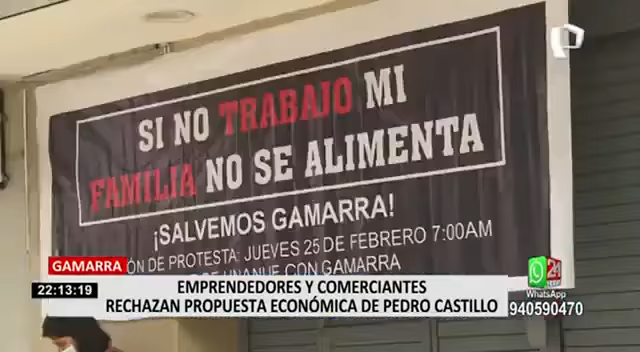 SI NO TRABAJO MI
FAMILIA NO SE ALIMENTA
¡SALVEMOS GAMARRA!
ÓN DE PROTESTA: JUEVES 25 DE FEBRERO 7:00AM
UNANUE CON GAMARRA
GAMARRA
22:13:19
EMPRENDEDORES Y COMERCIANTES
RECHAZAN PROPUESTA ECONÓMICA DE PEDRO CASTILLO
24
WhatsApp
940590470